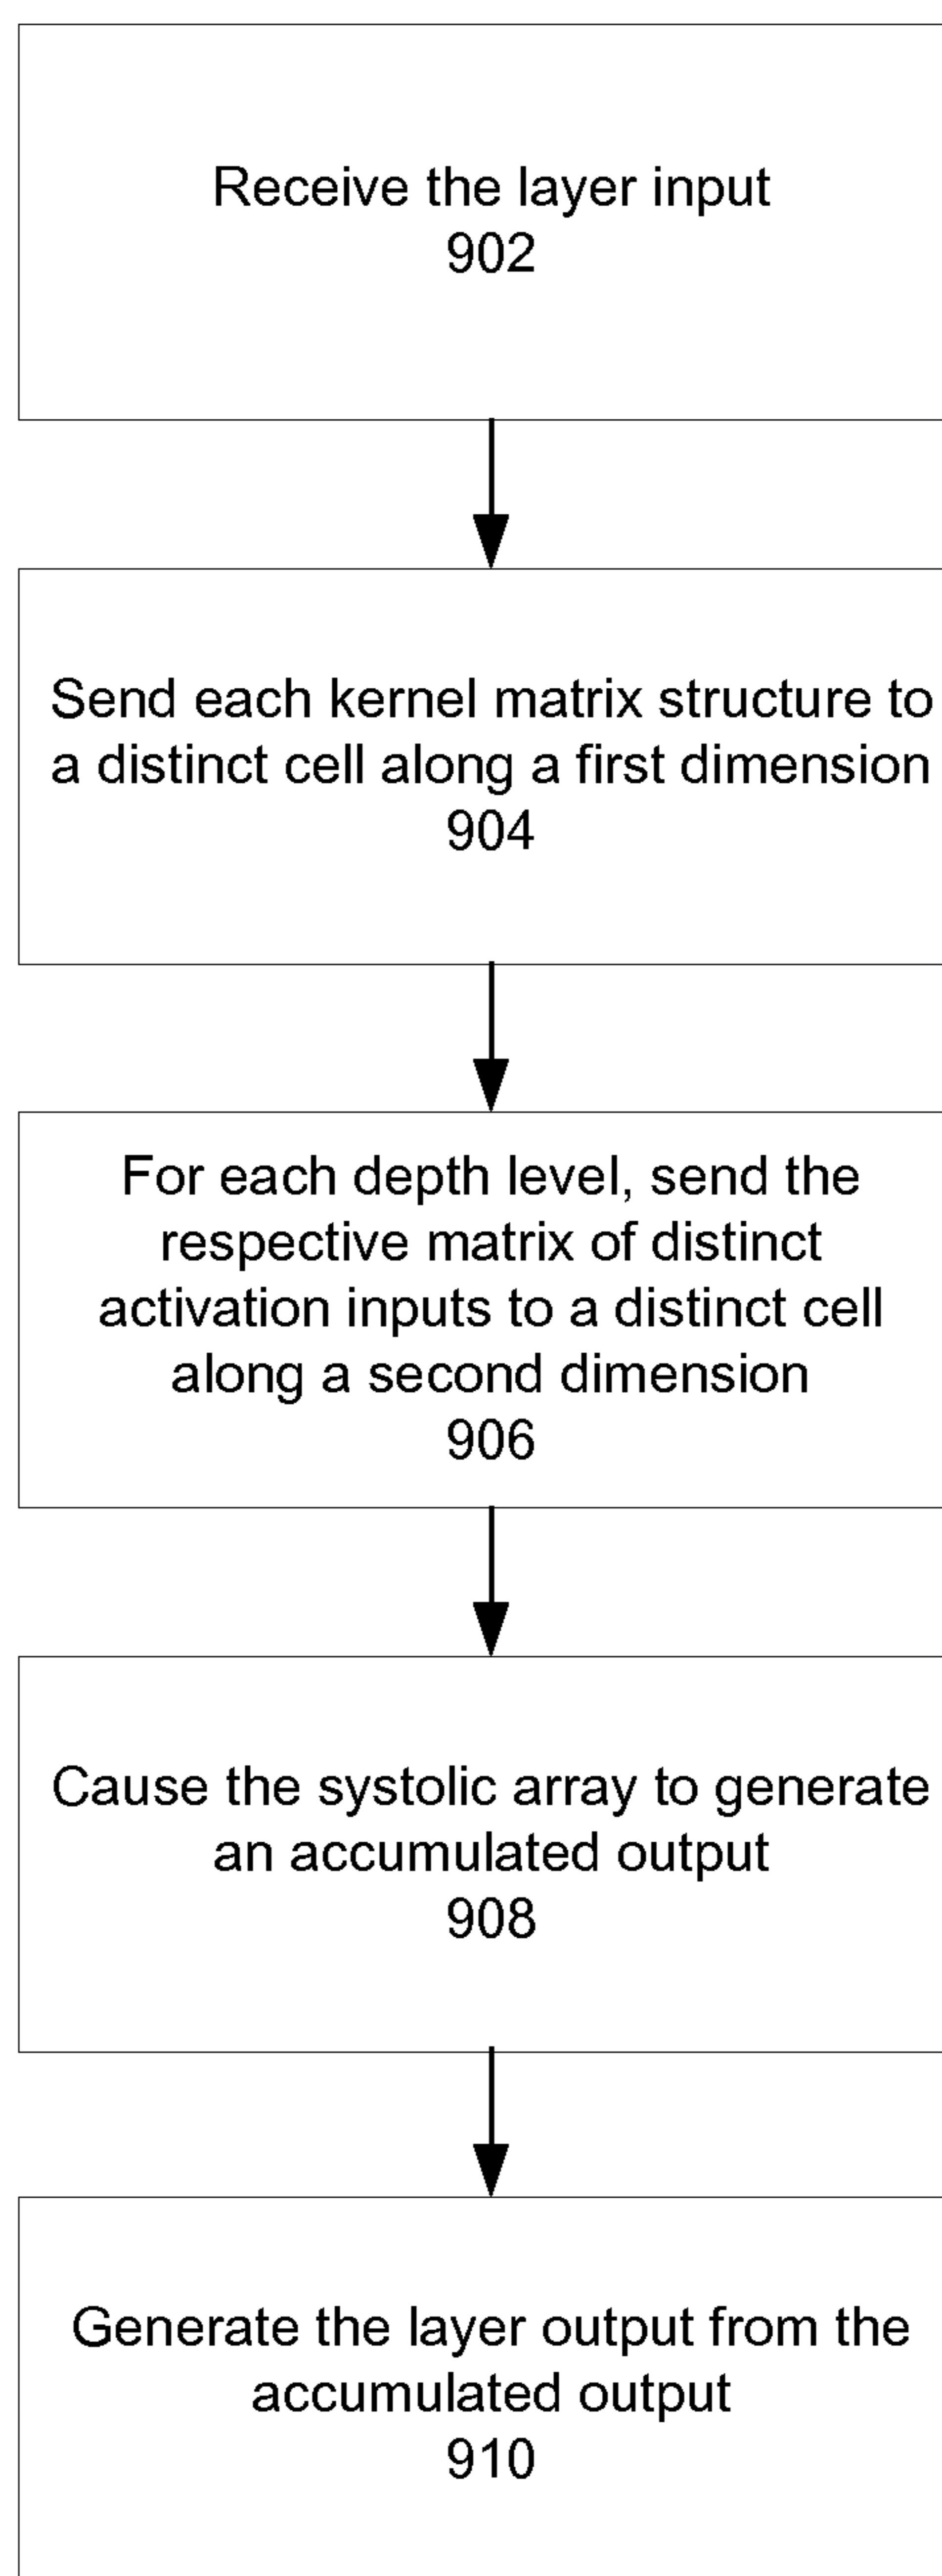 Receive the layer input
902
Send each kernel matrix structure to
a distinct cell along a first dimension
904
For each depth level, send the
respective matrix of distinct
activation inputs to a distinct cell
along a second dimension
906
Cause the systolic array to generate
an accumulated output
908
Generate the layer output from the
accumulated output
910